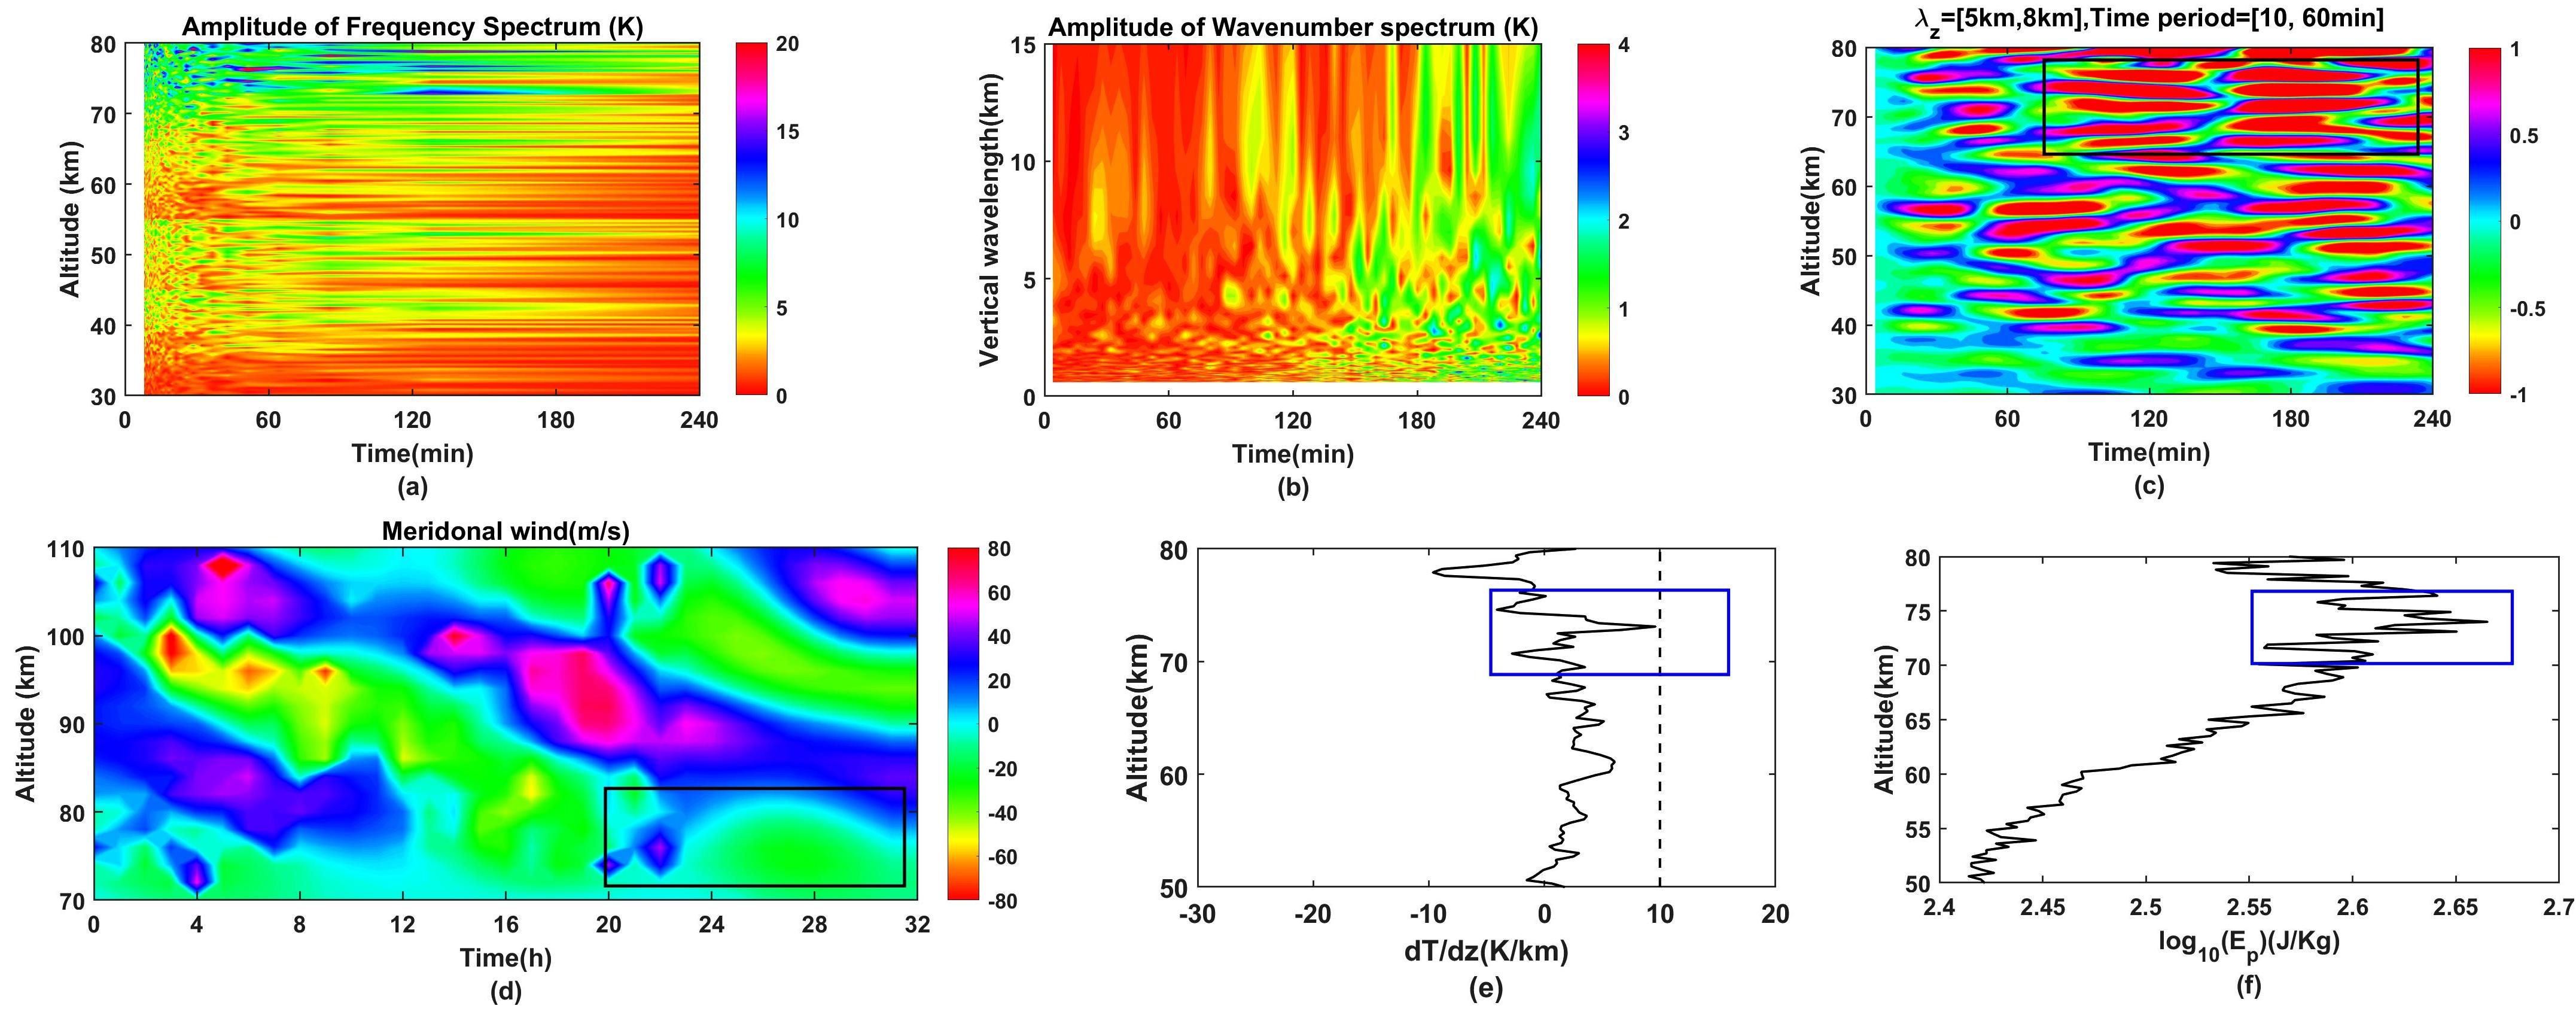 Amplitude of Frequency Spectrum (K)
80
70
60
50
40
30
Altitude (km)
0 60 120 180 240
Time(min)
(a)
20
15
10
5
0
Amplitude of Wavenumber spectrum (K)
15
10
5
0
Vertical wavelength(km)
0 60 120 180 240
Time(min)
(b)
4
3
2
1
0
λz=[5km,8km],Time period=[10, 60min]
80
70
60
50
40
30
Altitude(km)
0 60 120 180 240
Time(min)
(c)
1
0.5
0
-0.5
-1
Meridonal wind(m/s)
110
100
90
80
70
Altitude (km)
0 4 8 12 16 20 24 28 32
Time(h)
(d)
80
60
40
20
0
-20
-40
-60
-80
80
70
60
50
Altitude(km)
-30 -20 -10 0 10 20
dT/dz(K/km)
(e)
80
75
70
65
60
55
50
Altitude(km)
2.4 2.45 2.5 2.55 2.6 2.65 2.7
log10(Ep)(J/Kg)
(f)